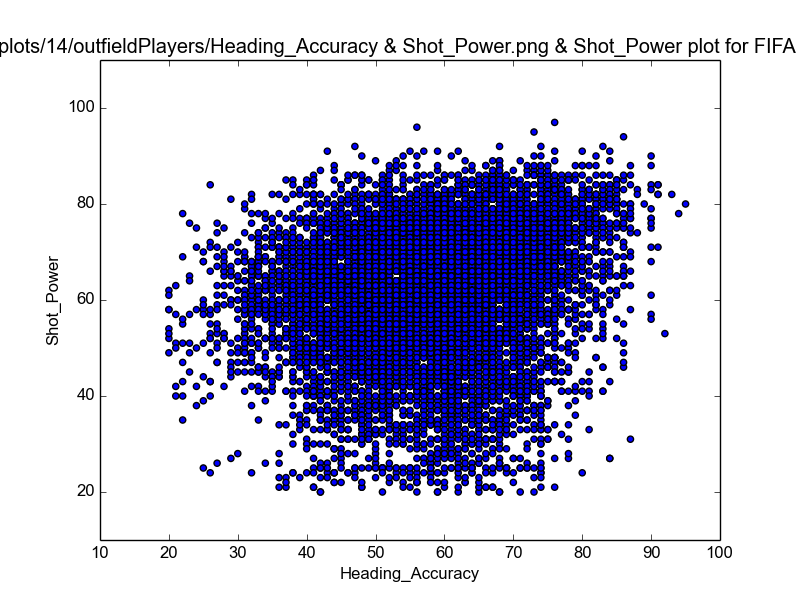 plots/14/outfieldPlayers/Heading_Accuracy & Shot_Power.png & Shot_Power plot for FIFA
100
80
60
40
20
Shot_Power
10 20 30 40 50 60 70 80 90 100
Heading_Accuracy